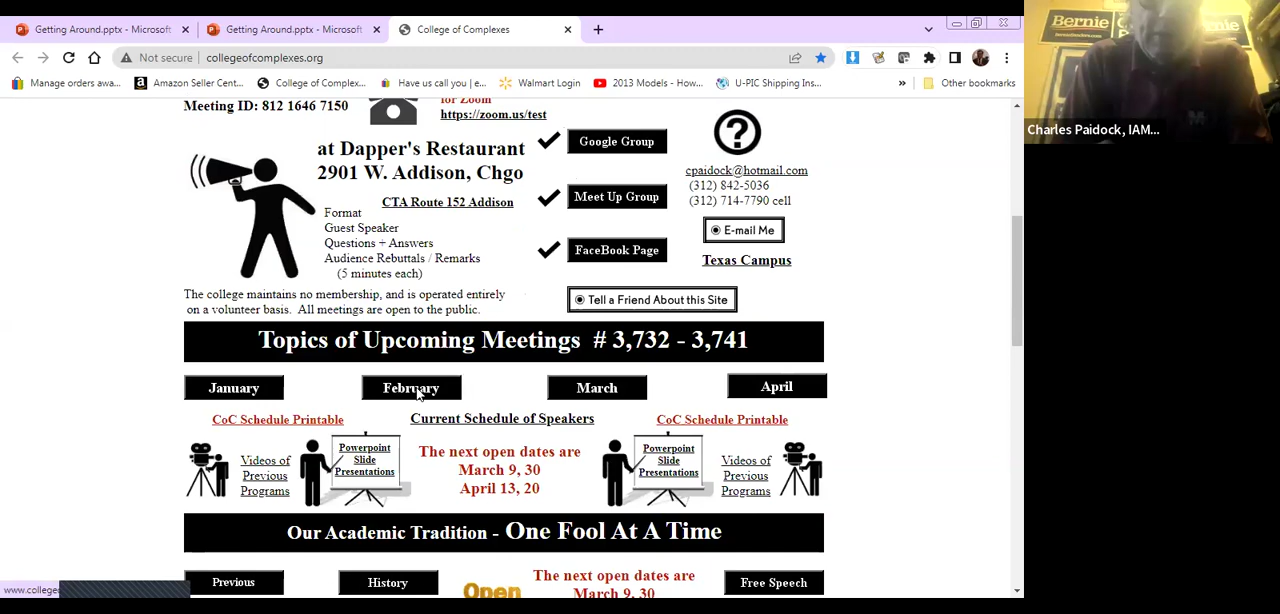 Getting Around.pptx - Microsoft
Getting Around.pptx - Microsoft
College of Complexes
Not secure
collegeofcomplexes.org
Manage orders awa...
Amazon Seller Cent...
College of Complex...
Have us call you | e...
Walmart Login
2013 Models - How...
U-PIC Shipping Ins...
»
Other bookmarks
Bernie
Charles Paidock, IAM...
Meeting ID: 812 1646 7150
for Zoom
https://zoom.us/test
at Dapper's Restaurant
2901 W. Addison, Chgo
CTA Route 152 Addison
Format
Guest Speaker
Questions + Answers
Audience Rebuttals / Remarks
(5 minutes each)
Google Group
Meet Up Group
FaceBook Page
?
cpaidock@hotmail.com
(312) 842-5036
(312) 714-7790 cell
E-mail Me
Texas Campus
The college maintains no membership, and is operated entirely
on a volunteer basis. All meetings are open to the public.
Tell a Friend About this Site
Topics of Upcoming Meetings # 3,732 - 3,741
January
February
March
April
CoC Schedule Printable
Current Schedule of Speakers
CoC Schedule Printable
Videos of
Previous
Programs
Powerpoint
Slide
Presentations
The next open dates are
March 9, 30
April 13, 20
Powerpoint
Slide
Presentations
Videos of
Previous
Programs
Our Academic Tradition - One Fool At A Time
Previous
History
Open
The next open dates are
March 9, 30
Free Speech
www.college